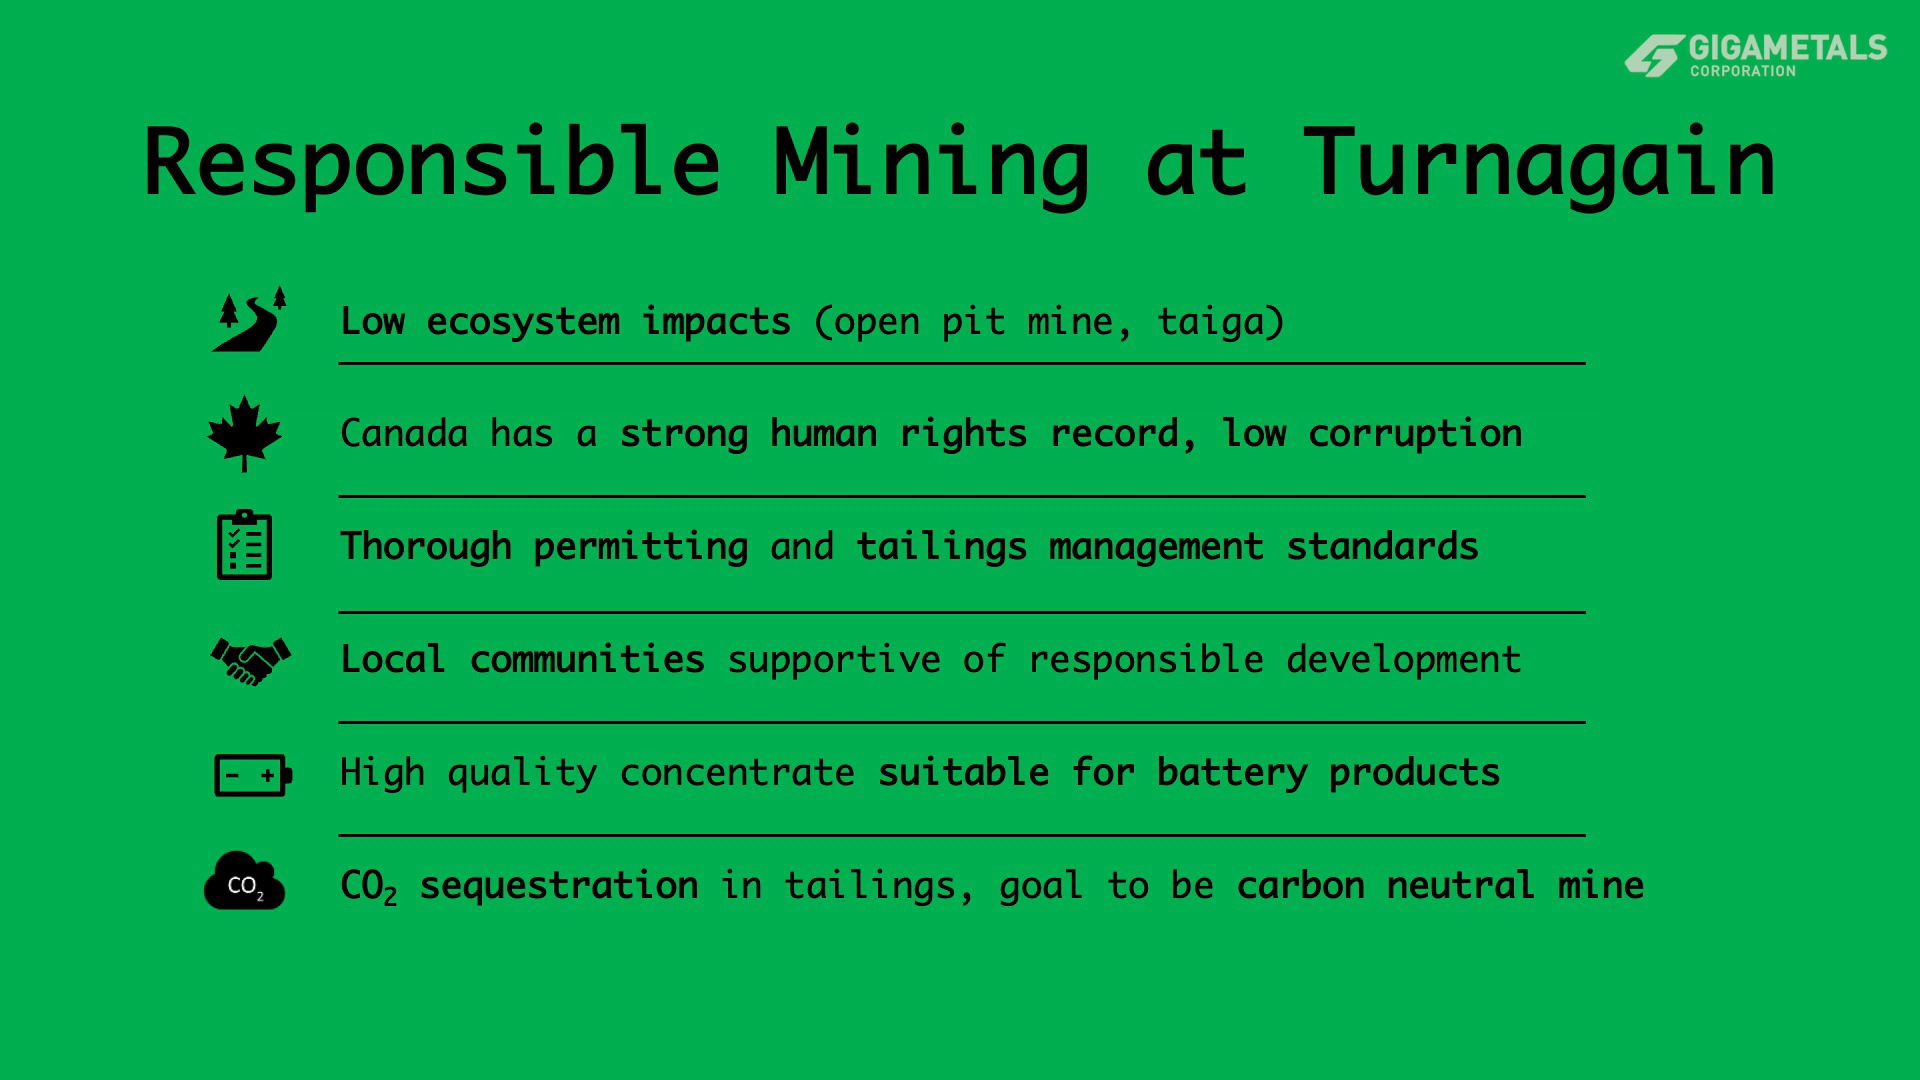 GIGAMETALS
CORPORATION
Responsible Mining at Turnagain
Low ecosystem impacts (open pit mine, taiga)
Canada has a strong human rights record, low corruption
Thorough permitting and tailings management standards
Local communities supportive of responsible development
High quality concentrate suitable for battery products
CO₂
CO₂ sequestration in tailings, goal to be carbon neutral mine